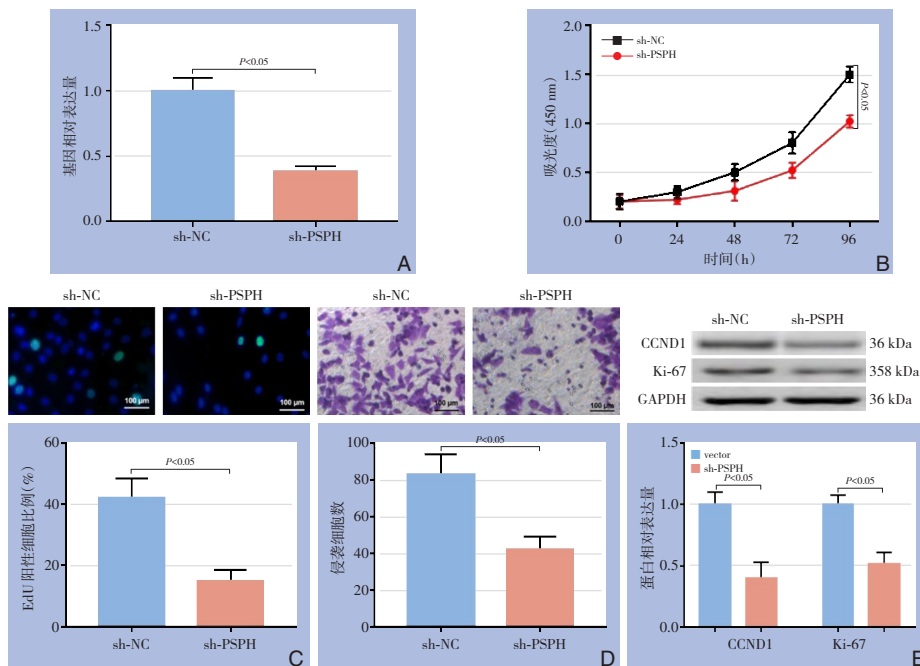 1.5
1.0
0.5
0.0
基因相对表达量
P<0.05
sh-NC
sh-PSPH
A
sh-NC
sh-PSPH
2.0
1.5
1.0
0.5
0.0
吸光度(450 nm)
P<0.05
0
24
48
72
96
时间(h)
B
sh-NC
sh-PSPH
sh-NC
sh-PSPH
100 μm
100 μm
100 μm
100 μm
sh-NC
sh-PSPH
CCND1
36 kDa
Ki-67
358 kDa
GAPDH
36 kDa
60
40
20
0
EdU 阳性细胞比例(%)
P<0.05
sh-NC
sh-PSPH
C
100
80
60
40
20
0
侵袭细胞数
P<0.05
sh-NC
sh-PSPH
D
1.5
1.0
0.5
0.0
蛋白相对表达量
vector
sh-PSPH
P<0.05
P<0.05
CCND1
Ki-67
E